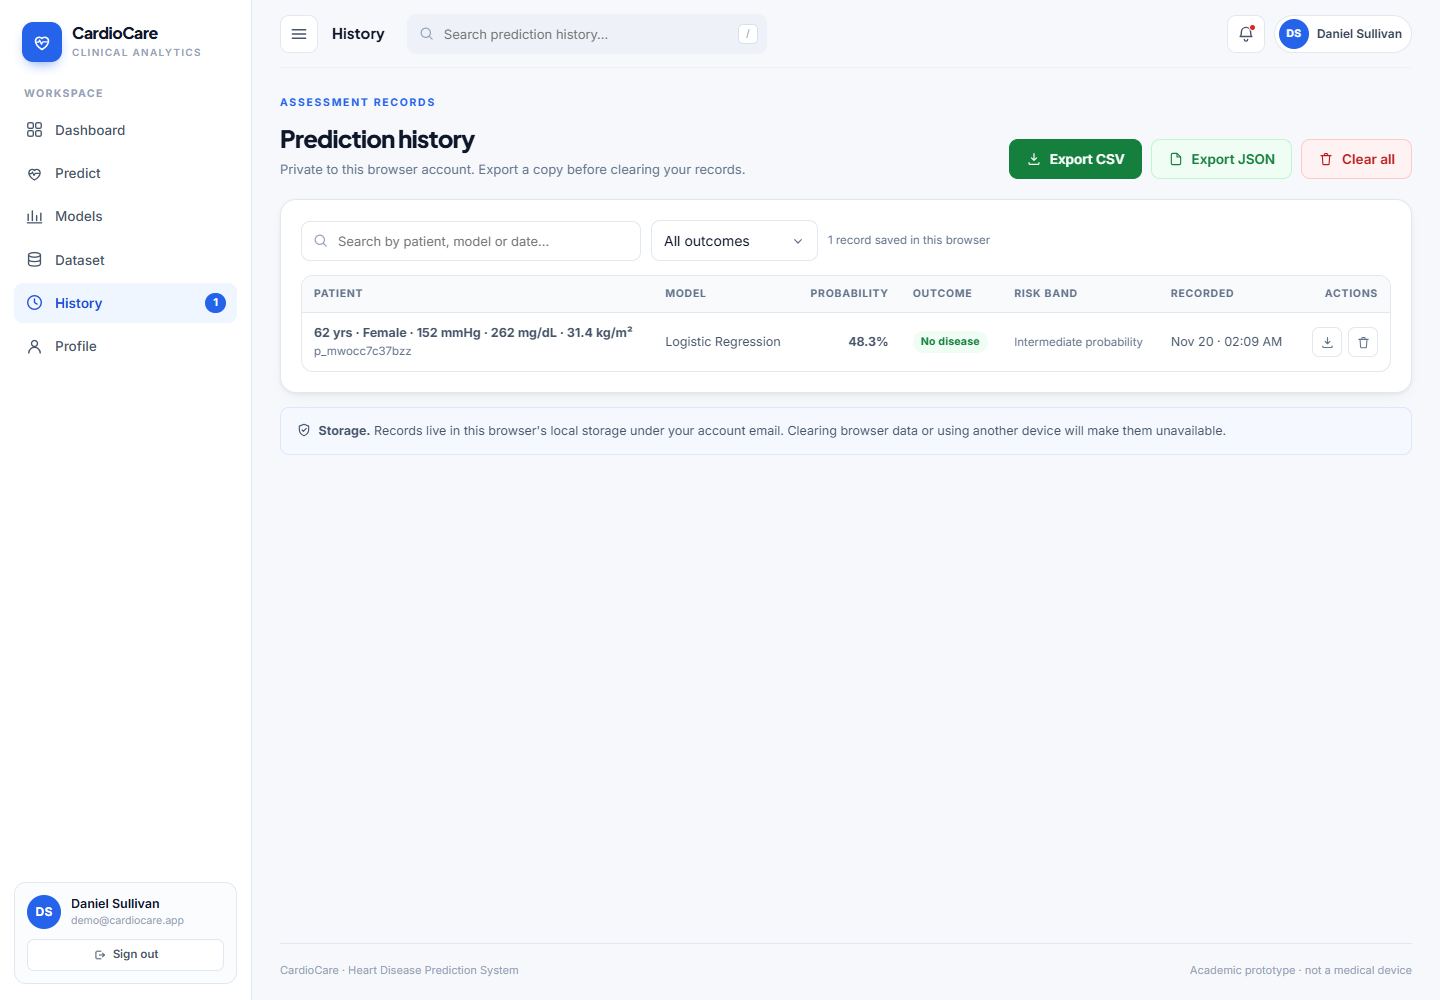 CardioCare
CLINICAL ANALYTICS
WORKSPACE
Dashboard
Predict
Models
Dataset
History 1
Profile
Daniel Sullivan
DS
demo@cardiocare.app
Sign out
History
Search prediction history...
/
DS Daniel Sullivan
ASSESSMENT RECORDS
Prediction history
Private to this browser account. Export a copy before clearing your records.
Export CSV
Export JSON
Clear all
Search by patient, model or date...
All outcomes
1 record saved in this browser
PATIENT MODEL PROBABILITY OUTCOME RISK BAND RECORDED ACTIONS
62 yrs · Female · 152 mmHg · 262 mg/dL · 31.4 kg/m²
p_mwocc7c37bzz
Logistic Regression 48.3% No disease Intermediate probability Nov 20 · 02:09 AM
Storage. Records live in this browser's local storage under your account email. Clearing browser data or using another device will make them unavailable.
CardioCare · Heart Disease Prediction System
Academic prototype · not a medical device